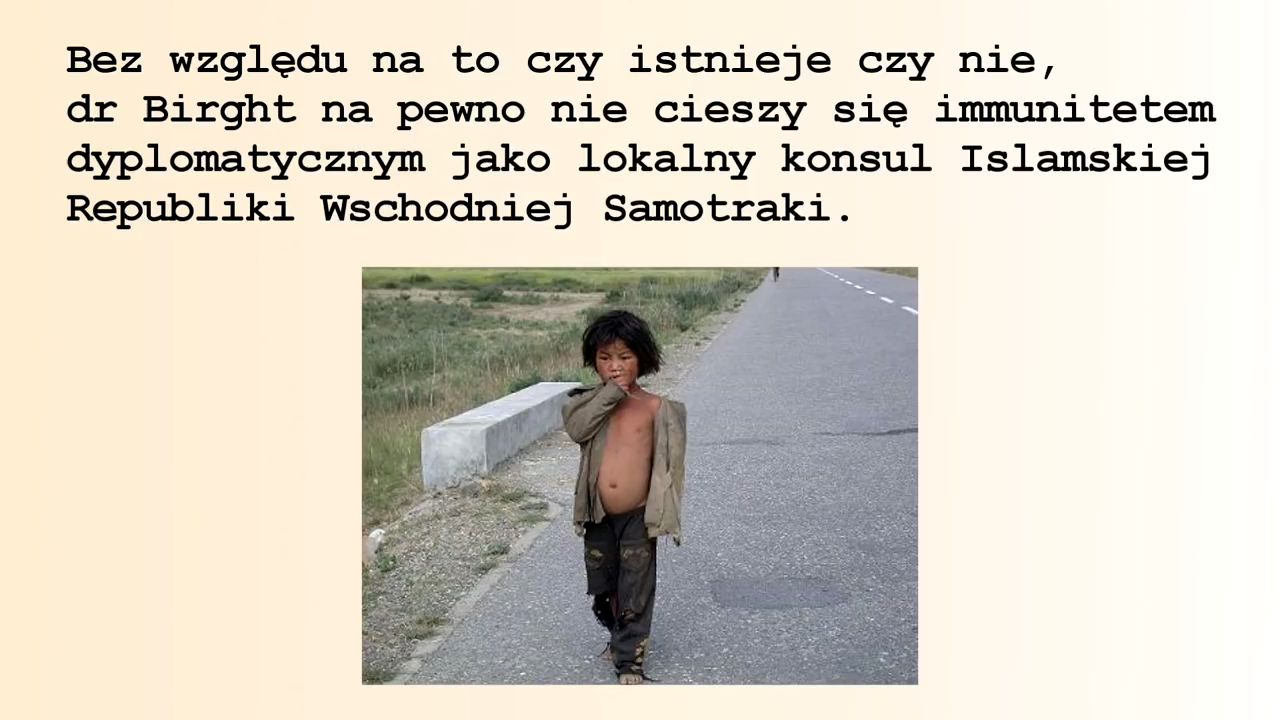 Bez względu na to czy istnieje czy nie,
dr Birght na pewno nie cieszy się immunitetem
dyplomatycznym jako lokalny konsul Islamskiej
Republiki Wschodniej Samotraki.